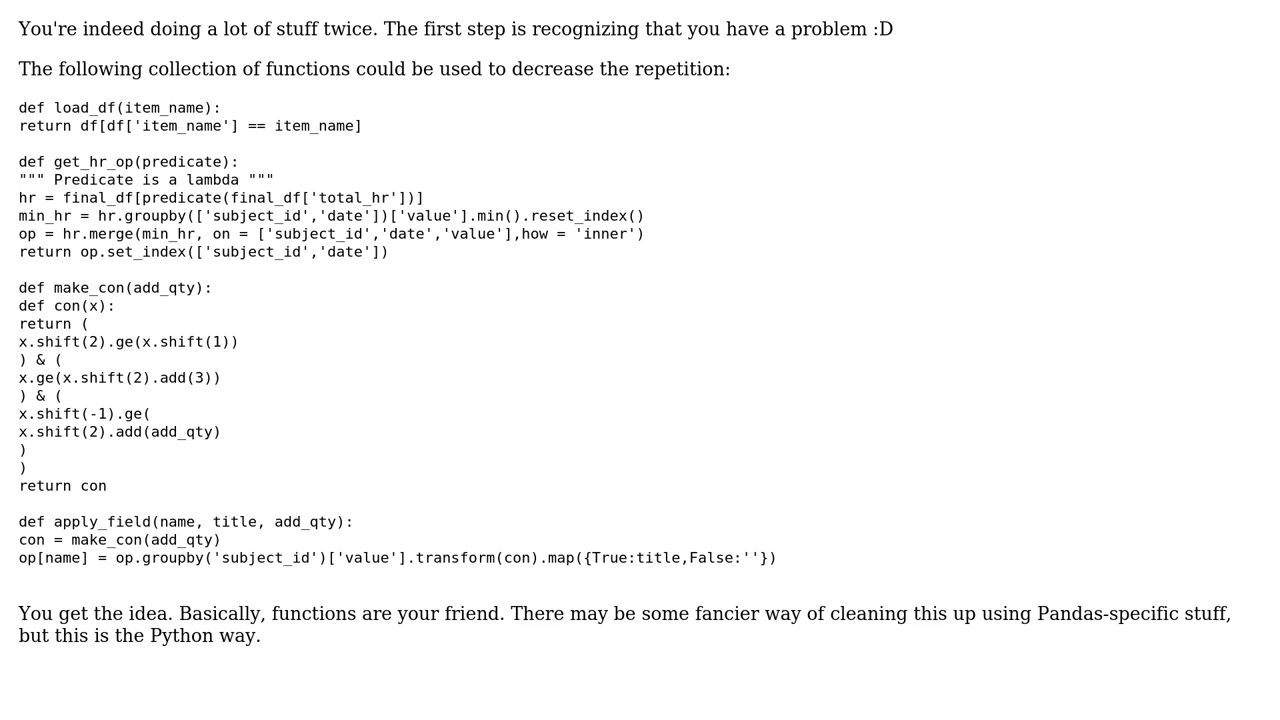 You're indeed doing a lot of stuff twice. The first step is recognizing that you have a problem :D
The following collection of functions could be used to decrease the repetition:
def load_df(item_name):
return df[df['item_name'] == item_name]
def get_hr_op(predicate):
""" Predicate is a lambda """
hr = final_df[predicate(final_df['total_hr'])]
min_hr = hr.groupby(['subject_id','date'])['value'].min().reset_index()
op = hr.merge(min_hr, on = ['subject_id','date','value'],how = 'inner')
return op.set_index(['subject_id','date'])
def make_con(add_qty):
def con(x):
return (
x.shift(2).ge(x.shift(1))
) & (
x.ge(x.shift(2).add(3))
) & (
x.shift(-1).ge(
x.shift(2).add(add_qty)
)
)
return con
def apply_field(name, title, add_qty):
con = make_con(add_qty)
op[name] = op.groupby('subject_id')['value'].transform(con).map({True:title,False:''})
You get the idea. Basically, functions are your friend. There may be some fancier way of cleaning this up using Pandas-specific stuff,
but this is the Python way.